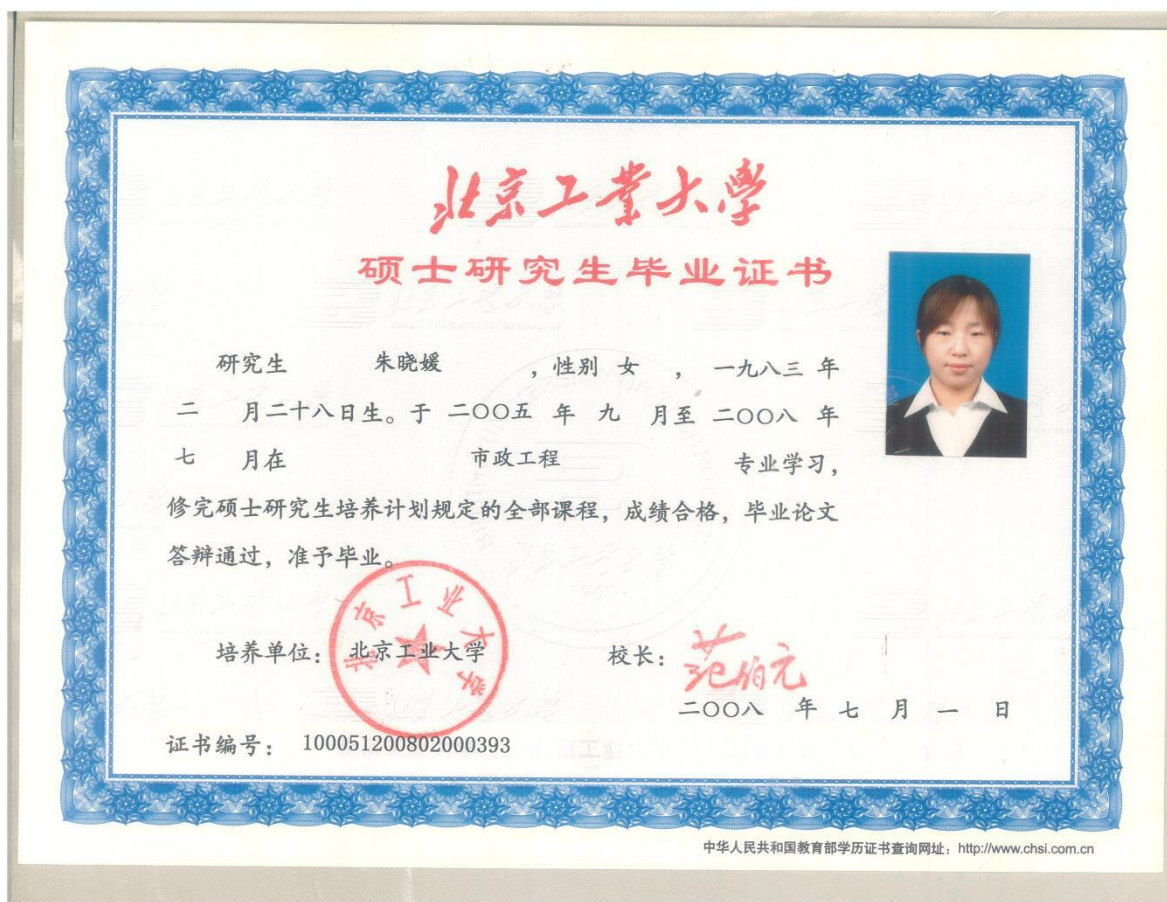 北京工业大学
硕士研究生毕业证书
研究生 朱晓媛 ，性别 女 ， 一九八三 年
二 月二十八日生。于 二〇〇五 年 九 月至 二〇〇八 年
七 月在 市政工程 专业学习，
修完硕士研究生培养计划规定的全部课程，成绩合格，毕业论文
答辩通过，准予毕业。
北京工业大学
培养单位： 北京工业大学 校长： 范伯元
二〇〇八 年 七 月 一 日
证书编号： 100051200802000393
中华人民共和国教育部学历证书查询网址：http://www.chsi.com.cn